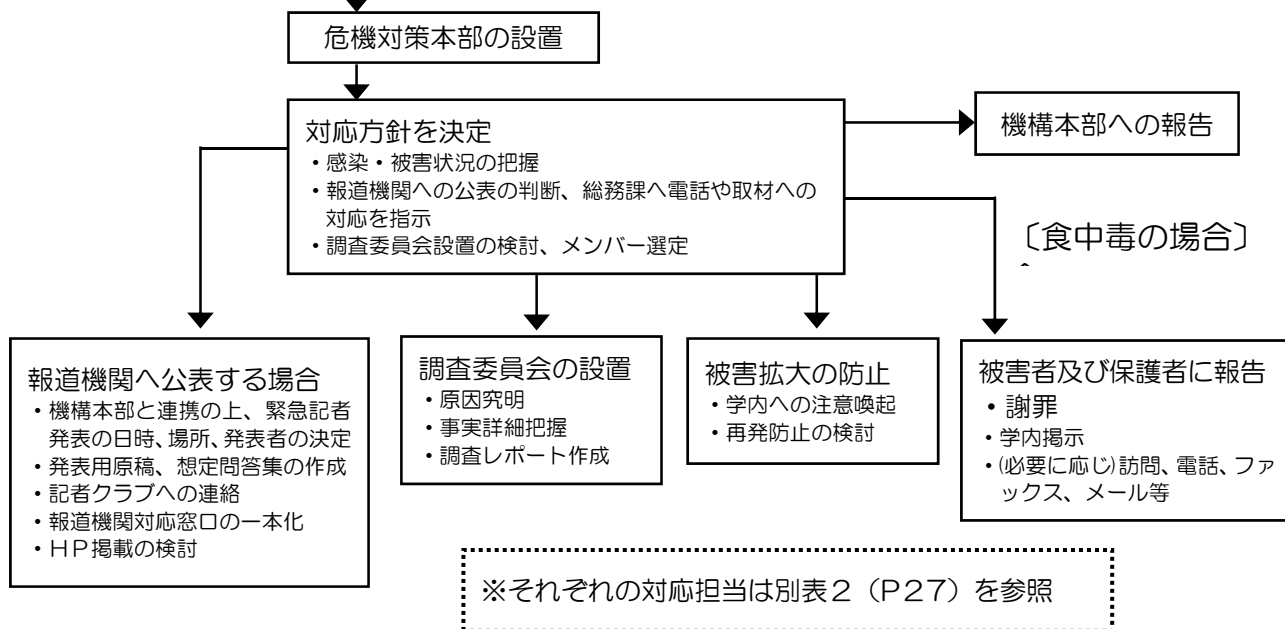 危機対策本部の設置
対応方針を決定
・感染・被害状況の把握
・報道機関への公表の判断、総務課へ電話や取材への
対応を指示
・調査委員会設置の検討、メンバー選定
機構本部への報告
〔食中毒の場合〕
報道機関へ公表する場合
・機構本部と連携の上、緊急記者
発表の日時、場所、発表者の決定
・発表用原稿、想定問答集の作成
・記者クラブへの連絡
・報道機関対応窓口の一本化
・ＨＰ掲載の検討
調査委員会の設置
・原因究明
・事実詳細把握
・調査レポート作成
被害拡大の防止
・学内への注意喚起
・再発防止の検討
被害者及び保護者に報告
・謝罪
・学内掲示
・(必要に応じ)訪問、電話、ファ
ックス、メール等
※それぞれの対応担当は別表２（Ｐ２７）を参照